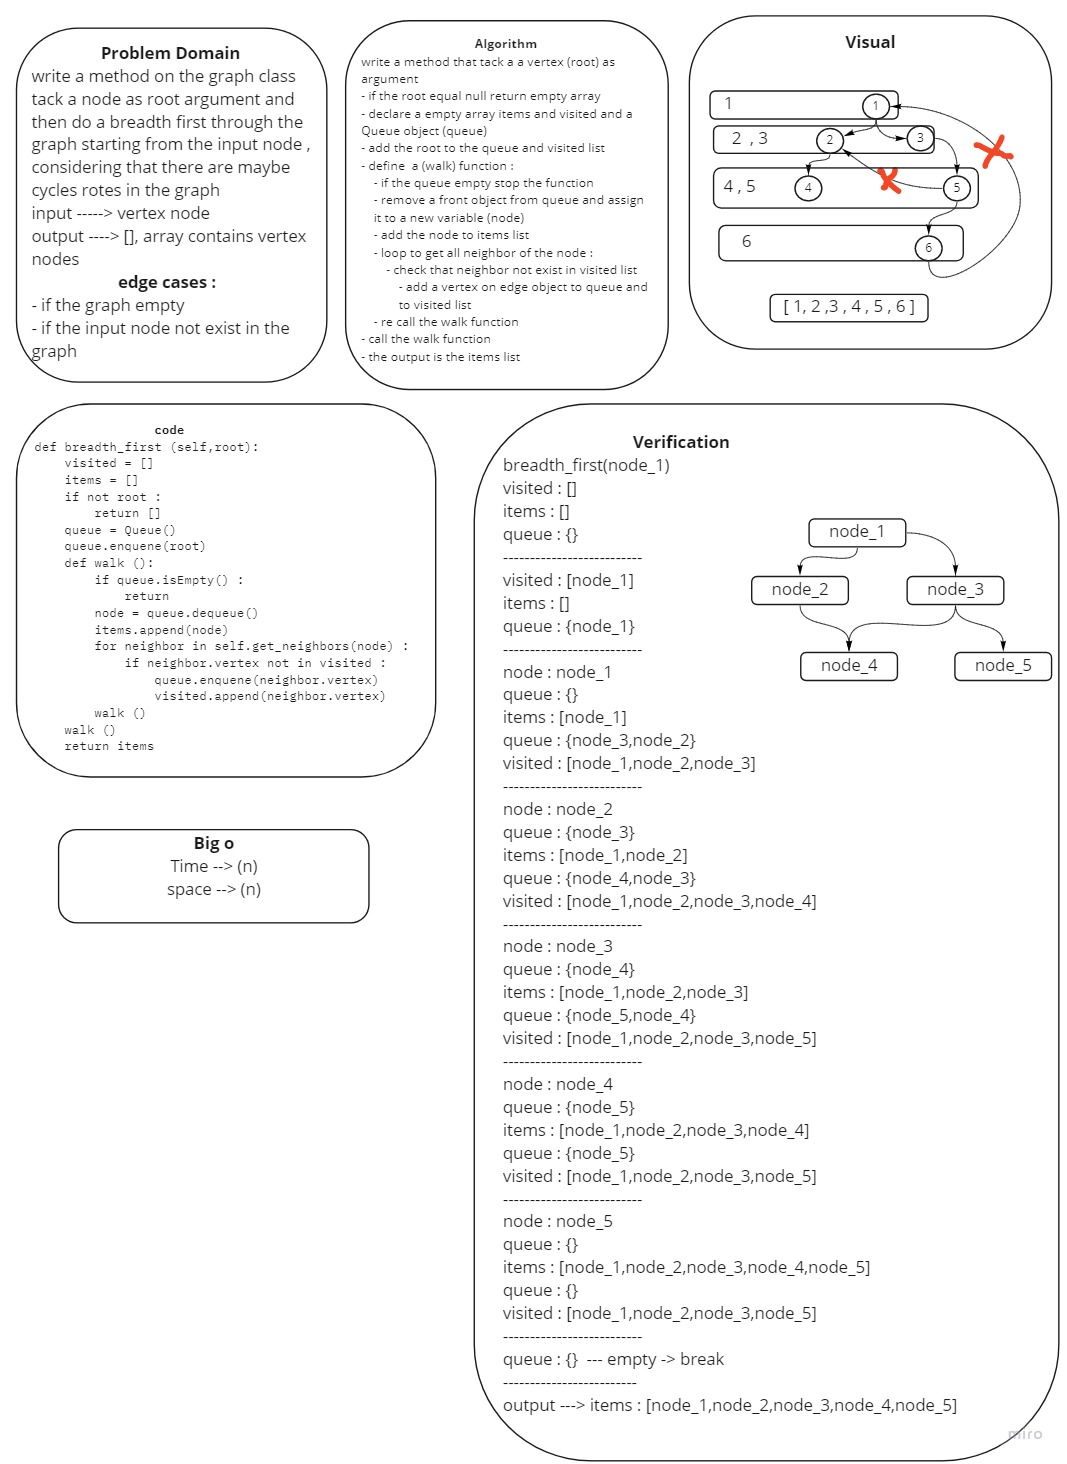 Problem Domain
write a method on the graph class
tack a node as root argument and
then do a breadth first through the
graph starting from the input node ,
considering that there are maybe
cycles rotes in the graph
input -----> vertex node
output ----> [], array contains vertex
nodes
edge cases :
- if the graph empty
- if the input node not exist in the
graph
Algorithm
write a method that tack a a vertex (root) as
argument
- if the root equal null return empty array
- declare a empty array items and visited and a
Queue object (queue)
- add the root to the queue and visited list
- define  a (walk) function :
- if the queue empty stop the function
- remove a front object from queue and assign
it to a new variable (node)
- add the node to items list
- loop to get all neighbor of the node :
- check that neighbor not exist in visited list
- add a vertex on edge object to queue and
to visited list
- re call the walk function
- call the walk function
- the output is the items list
Visual
1
1
2 , 3
2
3
4 , 5
4
5
6
6
[ 1, 2 ,3 , 4 , 5 , 6 ]
code
def breadth_first (self,root):
    visited = []
    items = []
    if not root :
        return []
    queue = Queue()
    queue.enquene(root)
    def walk ():
        if queue.isEmpty() :
            return
        node = queue.dequeue()
        items.append(node)
        for neighbor in self.get_neighbors(node) :
            if neighbor.vertex not in visited :
                queue.enquene(neighbor.vertex)
                visited.append(neighbor.vertex)
        walk ()
    walk ()
    return items
Big o
Time --> (n)
space --> (n)
Verification
breadth_first(node_1)
visited : []
items : []
queue : {}
--------------------------
visited : [node_1]
items : []
queue : {node_1}
--------------------------
node : node_1
queue : {}
items : [node_1]
queue : {node_3,node_2}
visited : [node_1,node_2,node_3]
--------------------------
node : node_2
queue : {node_3}
items : [node_1,node_2]
queue : {node_4,node_3}
visited : [node_1,node_2,node_3,node_4]
--------------------------
node : node_3
queue : {node_4}
items : [node_1,node_2,node_3]
queue : {node_5,node_4}
visited : [node_1,node_2,node_3,node_5]
--------------------------
node : node_4
queue : {node_5}
items : [node_1,node_2,node_3,node_4]
queue : {node_5}
visited : [node_1,node_2,node_3,node_5]
--------------------------
node : node_5
queue : {}
items : [node_1,node_2,node_3,node_4,node_5]
queue : {}
visited : [node_1,node_2,node_3,node_5]
--------------------------
queue : {}  --- empty -> break
-------------------------
output ---> items : [node_1,node_2,node_3,node_4,node_5]
node_1
node_2
node_3
node_4
node_5
miro